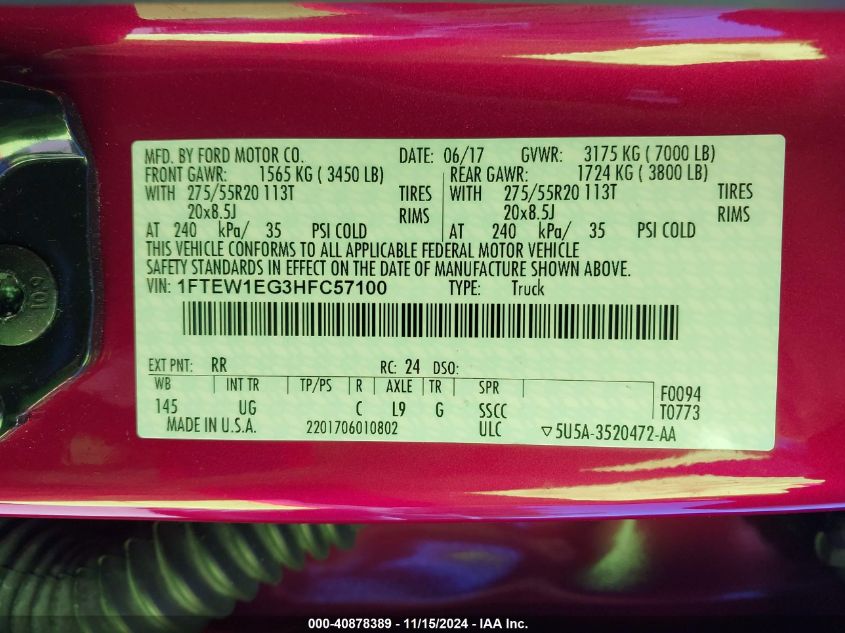 MFD. BY FORD MOTOR CO. DATE: 06/17 GVWR: 3175 KG ( 7000 LB)
FRONT GAWR: 1565 KG ( 3450 LB) REAR GAWR: 1724 KG ( 3800 LB)
WITH 275/55R20 113T TIRES WITH 275/55R20 113T TIRES
20x8.5J RIMS 20x8.5J RIMS
AT 240 kPa/ 35 PSI COLD AT 240 kPa/ 35 PSI COLD
THIS VEHICLE CONFORMS TO ALL APPLICABLE FEDERAL MOTOR VEHICLE
SAFETY STANDARDS IN EFFECT ON THE DATE OF MANUFACTURE SHOWN ABOVE.
VIN: 1FTEW1EG3HFC57100 TYPE: Truck
EXT PNT: RR RC: 24 DSO:
WB INT TR TP/PS R AXLE TR SPR F0094
145 UG C L9 G SSCC T0773
MADE IN U.S.A. 2201706010802 ULC ▽5U5A-3520472-AA
000-40878389 - 11/15/2024 - IAA Inc.